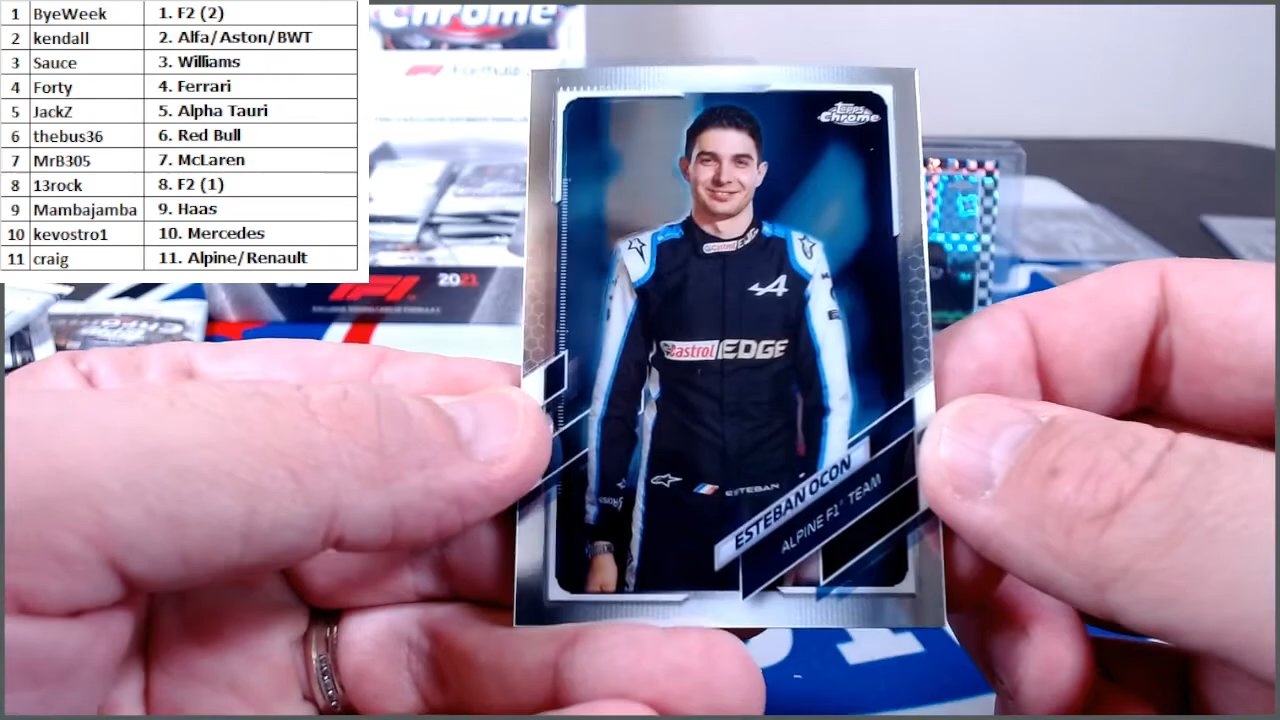 1 ByeWeek 1. F2 (2)
2 kendall 2. Alfa/Aston/BWT
3 Sauce 3. Williams
4 Forty 4. Ferrari
5 JackZ 5. Alpha Tauri
6 thebus36 6. Red Bull
7 MrB305 7. McLaren
8 13rock 8. F2 (1)
9 Mambajamba 9. Haas
10 kevostro1 10. Mercedes
11 craig 11. Alpine/Renault
Chrome
F1 Formula
F1 2021
Topps
Chrome
Castrol EDGE
Castrol EDGE
ESTEBAN
ESTEBAN OCON
ALPINE F1 TEAM